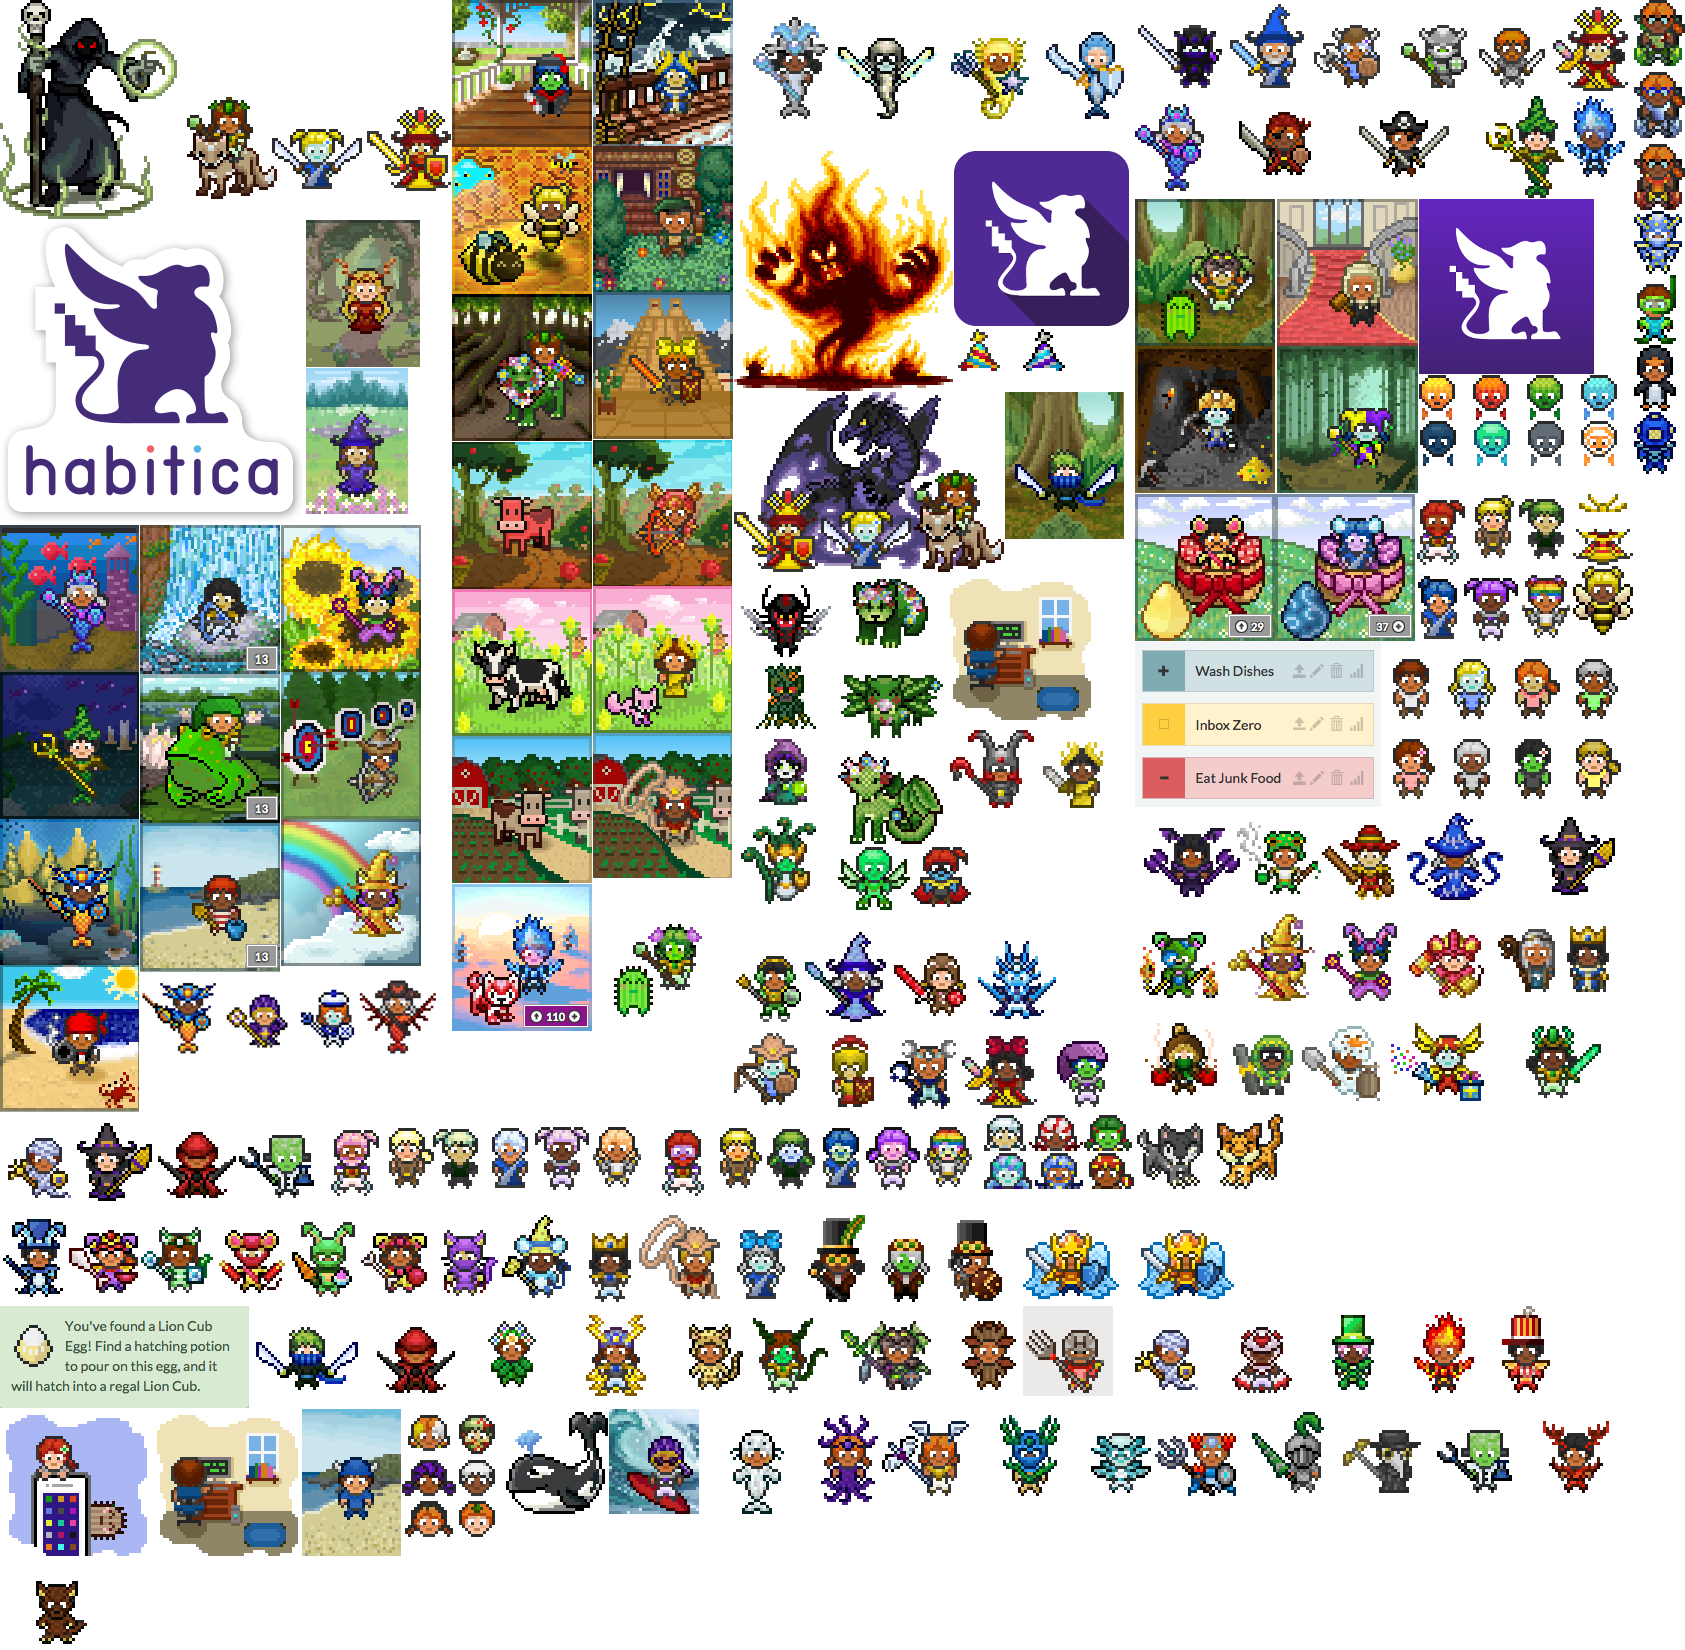 habitica
13
13
13
110
29
37
Wash Dishes
Inbox Zero
Eat Junk Food
You've found a Lion Cub
Egg! Find a hatching potion
to pour on this egg, and it
will hatch into a regal Lion Cub.